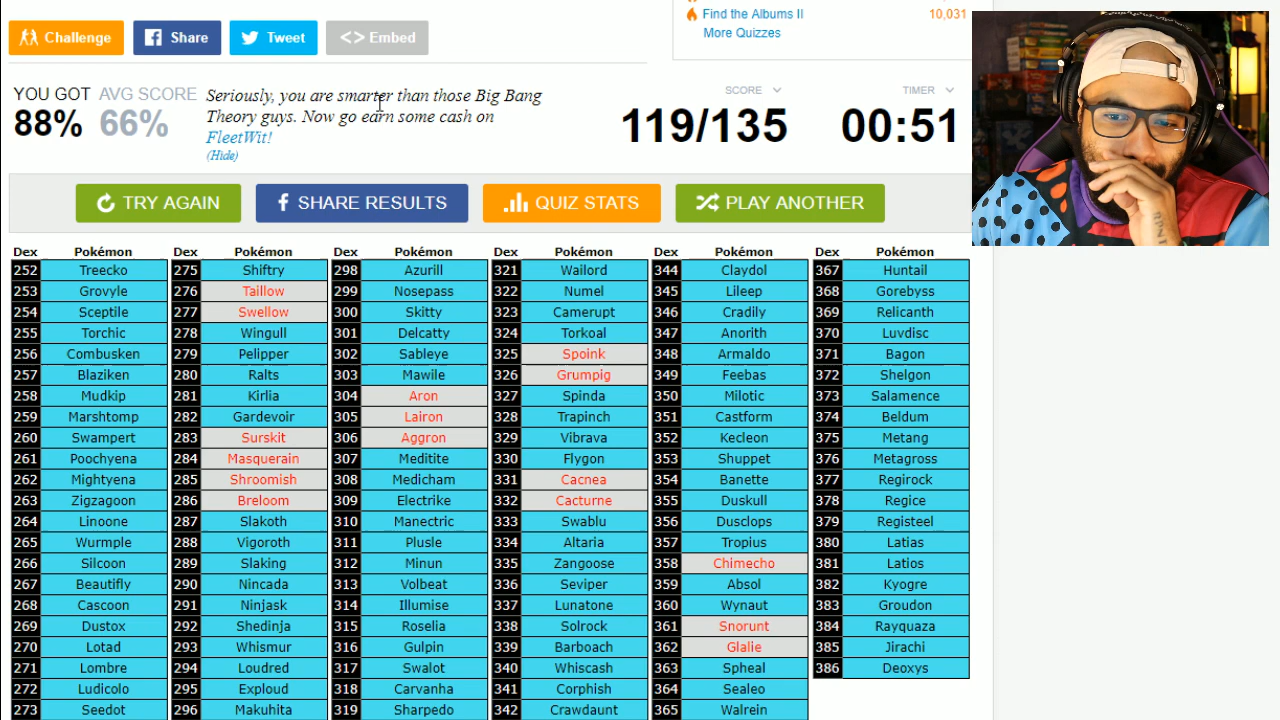 Find the Albums II 10,031
More Quizzes
Challenge Share Tweet <> Embed
YOU GOT AVG SCORE
88% 66%
Seriously, you are smarter than those Big Bang
Theory guys. Now go earn some cash on
FleetWit!
(Hide)
SCORE TIMER
119/135 00:51
TRY AGAIN SHARE RESULTS QUIZ STATS PLAY ANOTHER
Dex Pokémon Dex Pokémon Dex Pokémon Dex Pokémon Dex Pokémon Dex Pokémon
252 Treecko 275 Shiftry 298 Azurill 321 Wailord 344 Claydol 367 Huntail
253 Grovyle 276 Taillow 299 Nosepass 322 Numel 345 Lileep 368 Gorebyss
254 Sceptile 277 Swellow 300 Skitty 323 Camerupt 346 Cradily 369 Relicanth
255 Torchic 278 Wingull 301 Delcatty 324 Torkoal 347 Anorith 370 Luvdisc
256 Combusken 279 Pelipper 302 Sableye 325 Spoink 348 Armaldo 371 Bagon
257 Blaziken 280 Ralts 303 Mawile 326 Grumpig 349 Feebas 372 Shelgon
258 Mudkip 281 Kirlia 304 Aron 327 Spinda 350 Milotic 373 Salamence
259 Marshtomp 282 Gardevoir 305 Lairon 328 Trapinch 351 Castform 374 Beldum
260 Swampert 283 Surskit 306 Aggron 329 Vibrava 352 Kecleon 375 Metang
261 Poochyena 284 Masquerain 307 Meditite 330 Flygon 353 Shuppet 376 Metagross
262 Mightyena 285 Shroomish 308 Medicham 331 Cacnea 354 Banette 377 Regirock
263 Zigzagoon 286 Breloom 309 Electrike 332 Cacturne 355 Duskull 378 Regice
264 Linoone 287 Slakoth 310 Manectric 333 Swablu 356 Dusclops 379 Registeel
265 Wurmple 288 Vigoroth 311 Plusle 334 Altaria 357 Tropius 380 Latias
266 Silcoon 289 Slaking 312 Minun 335 Zangoose 358 Chimecho 381 Latios
267 Beautifly 290 Nincada 313 Volbeat 336 Seviper 359 Absol 382 Kyogre
268 Cascoon 291 Ninjask 314 Illumise 337 Lunatone 360 Wynaut 383 Groudon
269 Dustox 292 Shedinja 315 Roselia 338 Solrock 361 Snorunt 384 Rayquaza
270 Lotad 293 Whismur 316 Gulpin 339 Barboach 362 Glalie 385 Jirachi
271 Lombre 294 Loudred 317 Swalot 340 Whiscash 363 Spheal 386 Deoxys
272 Ludicolo 295 Exploud 318 Carvanha 341 Corphish 364 Sealeo
273 Seedot 296 Makuhita 319 Sharpedo 342 Crawdaunt 365 Walrein